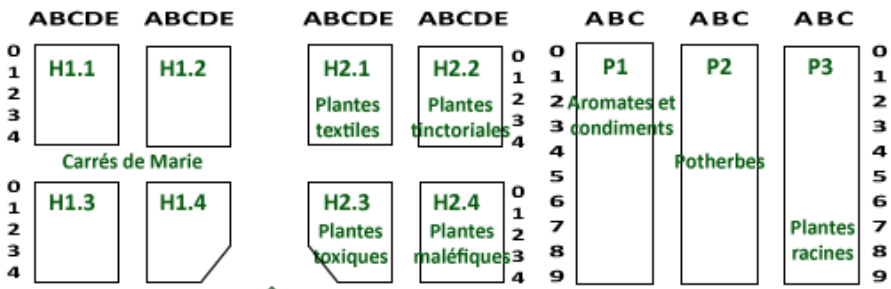 ABCDE ABCDE ABCDE ABCDE ABC ABC ABC
0 0 0 0
1 1 1 1
2 2 2 2
3 3 3 3
4 4 4 4
5 5
6 6
7 7
8 8
9 9
H1.1 H1.2 H2.1 H2.2 P1 P2 P3
Plantes textiles
Plantes tinctoriales
Aromates et condiments
Carrés de Marie
Potherbes
0 0
1 1
2 2
3 3
4 4
H1.3 H1.4 H2.3 H2.4
Plantes toxiques
Plantes maléfiques
Plantes racines